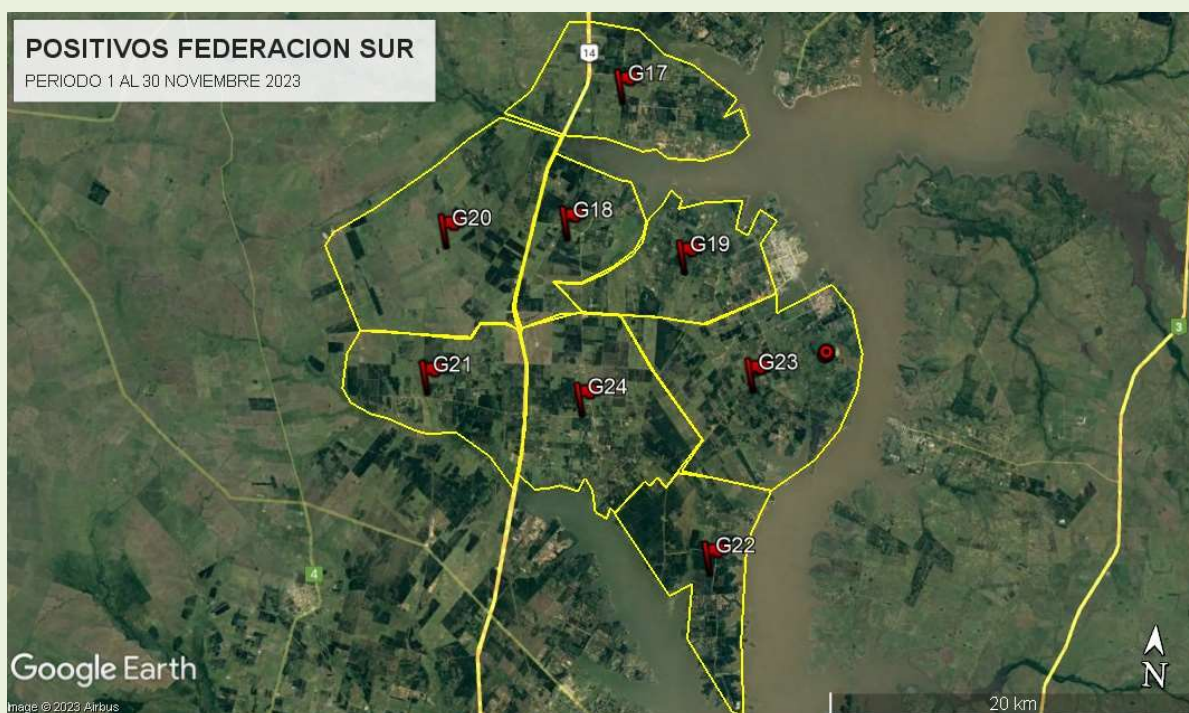 POSITIVOS FEDERACION SUR
PERIODO 1 AL 30 NOVIEMBRE 2023
14
G17
G20
G18
G19
3
G21
G24
G23
G22
4
Google Earth
Image © 2023 Airbus
20 km
N